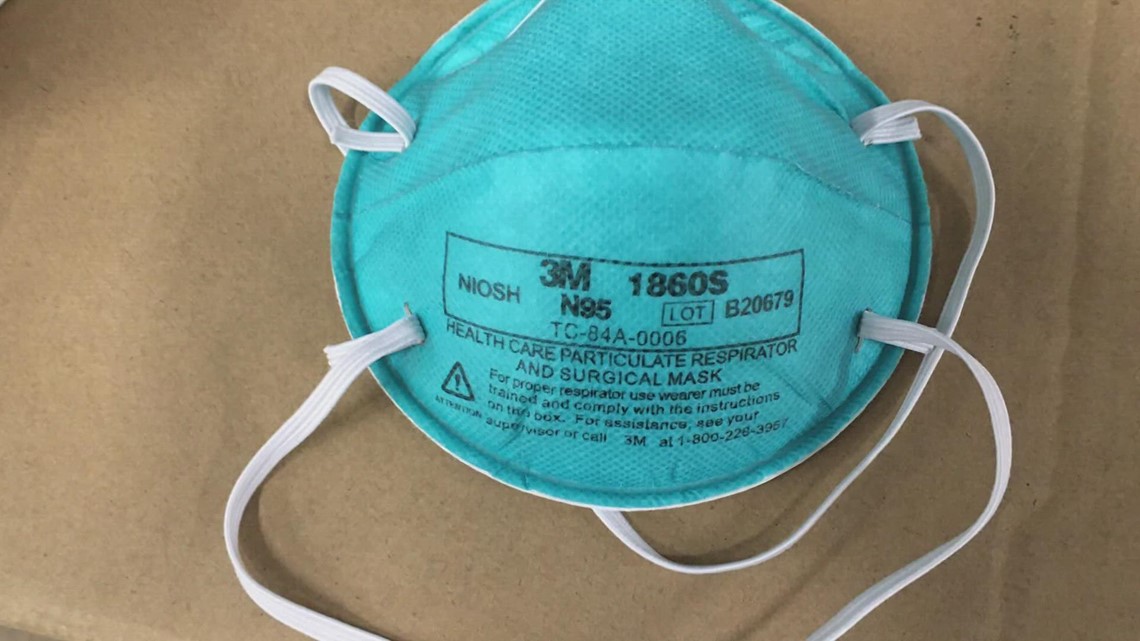 3M 1860S
NIOSH N95 LOT B20679
TC-84A-0006
HEALTH CARE PARTICULATE RESPIRATOR
AND SURGICAL MASK
For proper respirator use wearer must be
trained and comply with the instructions
on the box. For assistance, see your
ATTENTION supervisor or call 3M at 1-800-228-3957